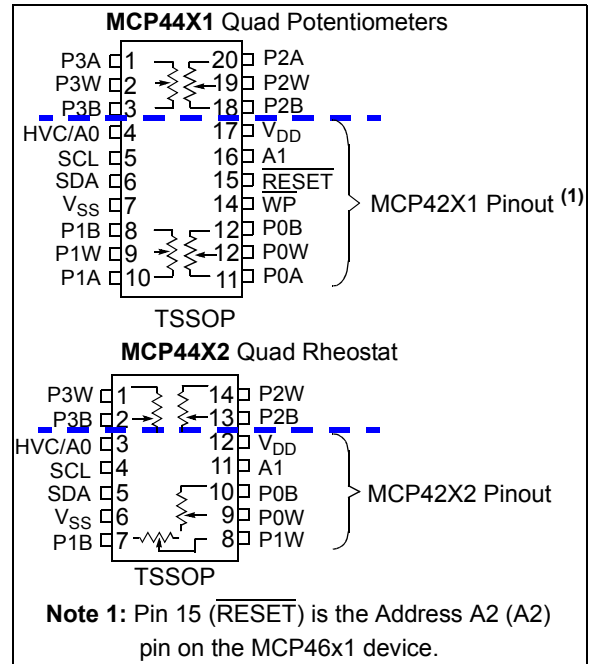 MCP44X1 Quad Potentiometers
P3A 1 20 P2A
P3W 2 19 P2W
P3B 3 18 P2B
HVC/A0 4 17 VDD
SCL 5 16 A1
SDA 6 15 RESET
VSS 7 14 WP
P1B 8 12 P0B
P1W 9 12 P0W
P1A 10 11 P0A
MCP42X1 Pinout (1)
TSSOP
MCP44X2 Quad Rheostat
P3W 1 14 P2W
P3B 2 13 P2B
HVC/A0 3 12 VDD
SCL 4 11 A1
SDA 5 10 P0B
VSS 6 9 P0W
P1B 7 8 P1W
MCP42X2 Pinout
TSSOP
Note 1: Pin 15 (RESET) is the Address A2 (A2)
pin on the MCP46x1 device.